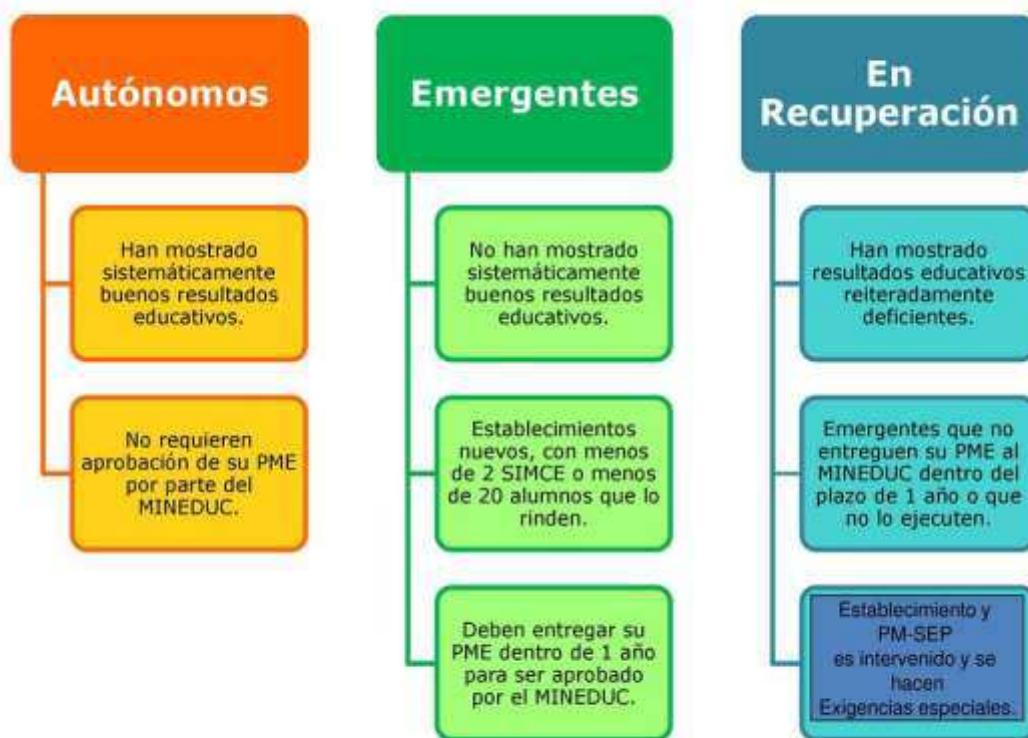 Autónomos
Han mostrado
sistemáticamente
buenos resultados
educativos.
No requieren
aprobación de su PME
por parte del
MINEDUC.
Emergentes
No han mostrado
sistemáticamente
buenos resultados
educativos.
Establecimientos
nuevos, con menos
de 2 SIMCE o menos
de 20 alumnos que lo
rinden.
Deben entregar su
PME dentro de 1 año
para ser aprobado
por el MINEDUC.
En
Recuperación
Han mostrado
resultados educativos
reiteradamente
deficientes.
Emergentes que no
entreguen su PME al
MINEDUC dentro del
plazo de 1 año o que
no lo ejecuten.
Establecimiento y
PM-SEP
es intervenido y se
hacen
Exigencias especiales.